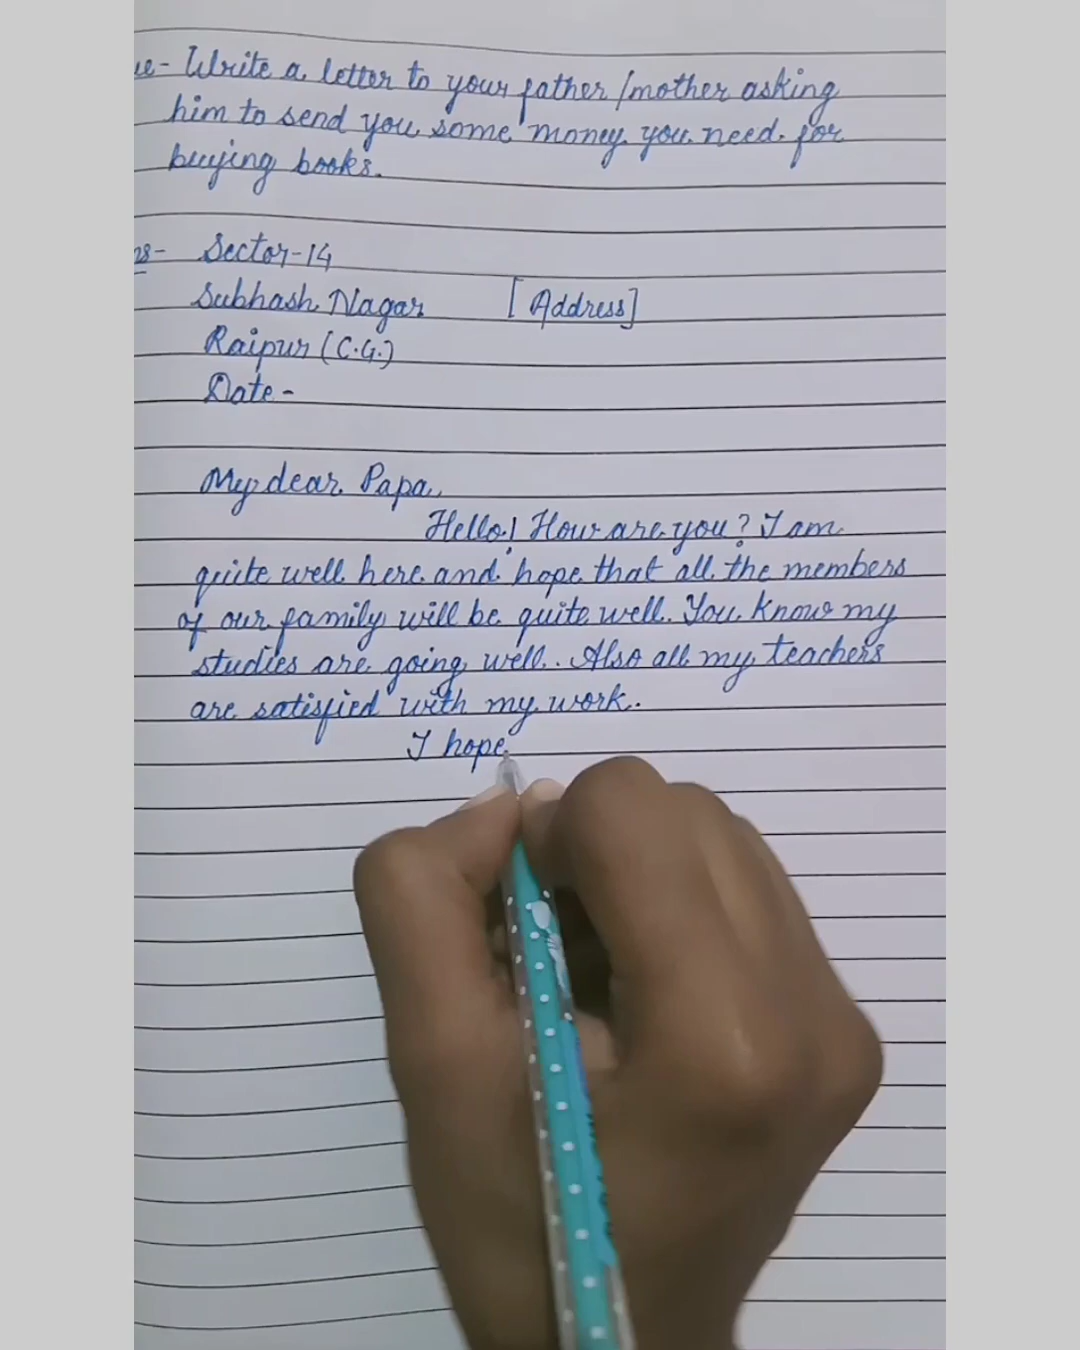 ue- Write a letter to your father/mother asking
him to send you some money you need for
buying books.
ns- Sector-14
Subhash Nagar [Address]
Raipur (C.G.)
Date-
My dear Papa,
Hello! How are you? I am
quite well here and hope that all the members
of our family will be quite well. You know my
studies are going well. Also all my teachers
are satisfied with my work.
I hope